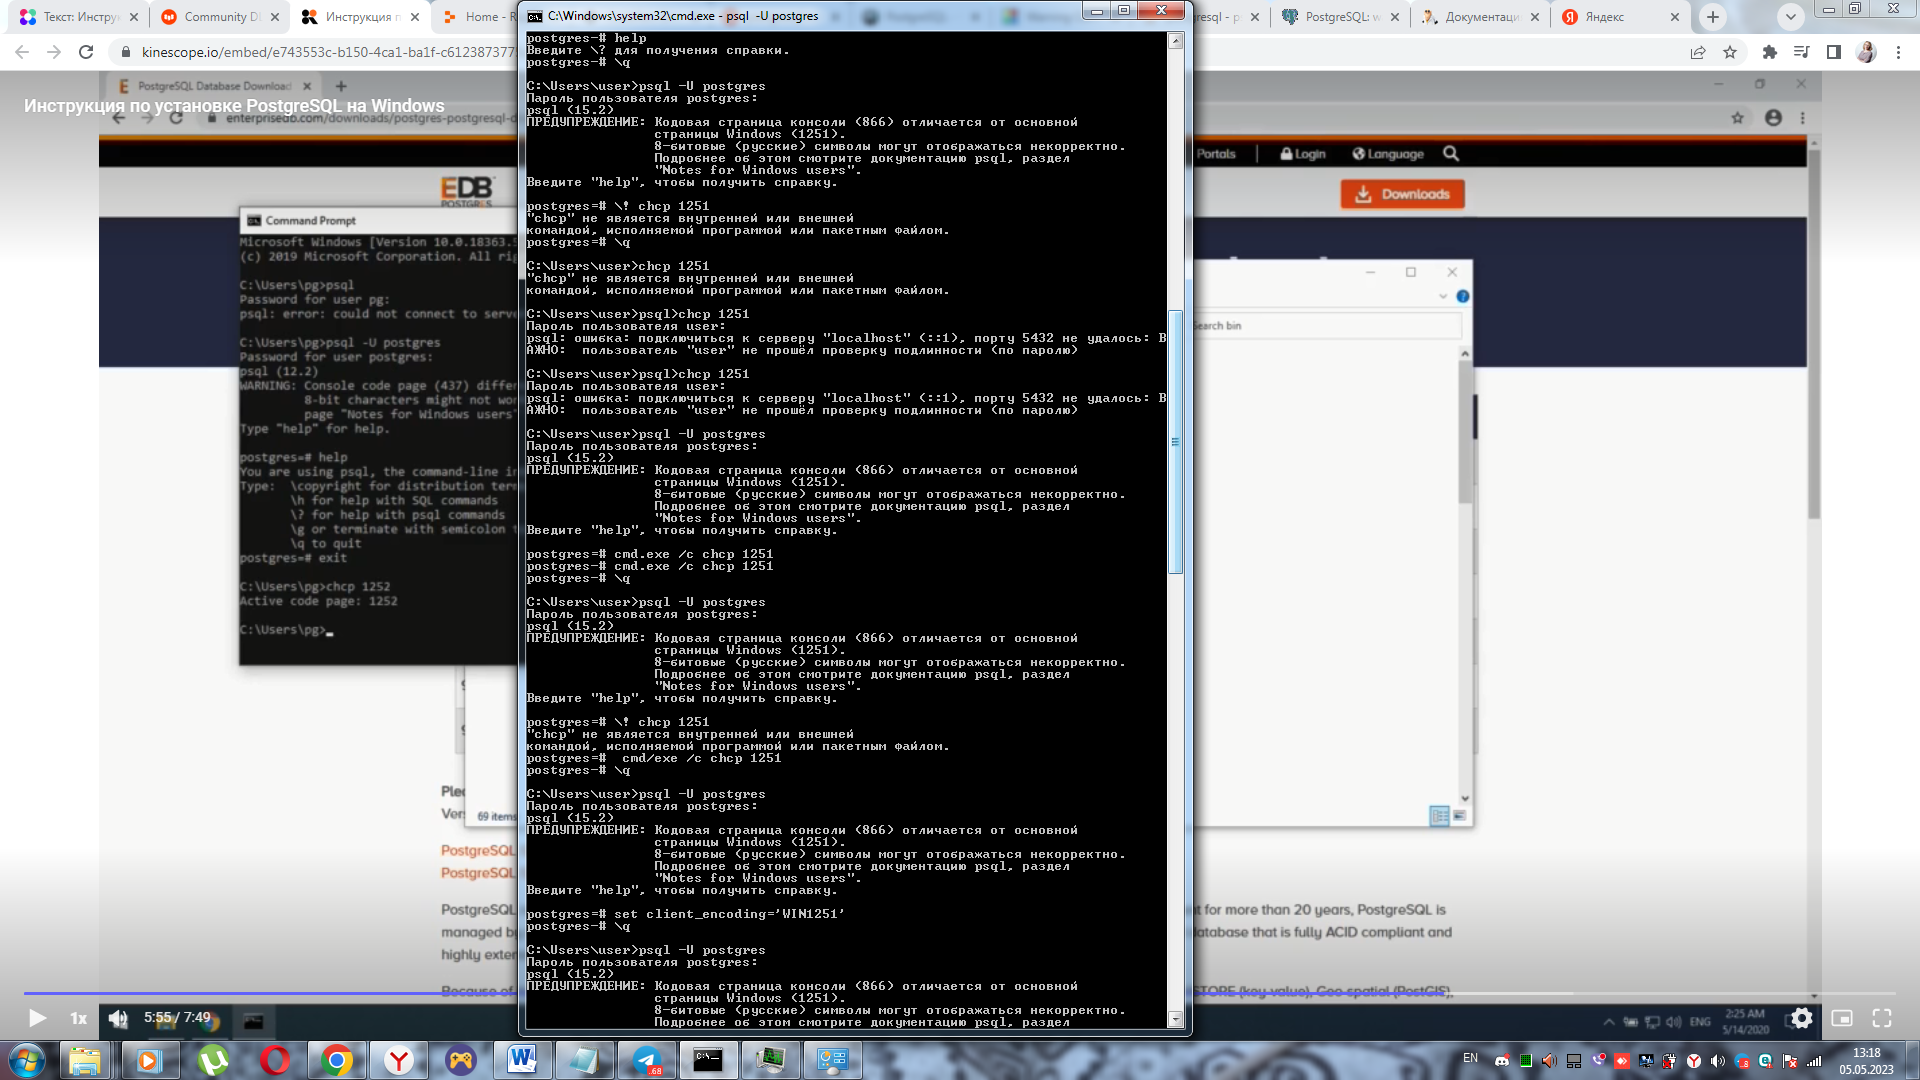 Текст: Инстру
Community D
Инструкция п
Home - R
C:\Windows\system32\cmd.exe - psql -U postgres
PostgreSQL: w
Документаци
Яндекс
kinescope.io/embed/e743553c-b150-4ca1-ba1f-c612387377
PostgreSQL Database Download
Инструкция по установке PostgreSQL на Windows
enterprisedb.com/downloads/postgres-postgresql-d
Portals
Login
Language
EDB
POSTGRES
Downloads
Command Prompt
Microsoft Windows [Version 10.0.18363.5
(c) 2019 Microsoft Corporation. All rig
C:\Users\pg>psql
Password for user pg:
psql: error: could not connect to serve
C:\Users\pg>psql -U postgres
Password for user postgres:
psql (12.2)
WARNING: Console code page (437) differ
8-bit characters might not wor
page "Notes for Windows users"
Type "help" for help.
postgres=# help
You are using psql, the command-line in
Type: \copyright for distribution term
\h for help with SQL commands
\? for help with psql commands
\g or terminate with semicolon t
\q to quit
postgres=# exit
C:\Users\pg>chcp 1252
Active code page: 1252
C:\Users\pg>
postgres-# help
Введите \? для получения справки.
postgres-# \q
C:\Users\user>psql -U postgres
Пароль пользователя postgres:
psql (15.2)
ПРЕДУПРЕЖДЕНИЕ: Кодовая страница консоли (866) отличается от основной
страницы Windows (1251).
8-битовые (русские) символы могут отображаться некорректно.
Подробнее об этом смотрите документацию psql, раздел
"Notes for Windows users".
Введите "help", чтобы получить справку.
postgres=# \! chcp 1251
"chcp" не является внутренней или внешней
командой, исполняемой программой или пакетным файлом.
postgres=# \q
C:\Users\user>chcp 1251
"chcp" не является внутренней или внешней
командой, исполняемой программой или пакетным файлом.
C:\Users\user>psql>chcp 1251
Пароль пользователя user:
psql: ошибка: подключиться к серверу "localhost" (::1), порту 5432 не удалось: В
АЖНО:  пользователь "user" не прошёл проверку подлинности (по паролю)
C:\Users\user>psql>chcp 1251
Пароль пользователя user:
psql: ошибка: подключиться к серверу "localhost" (::1), порту 5432 не удалось: В
АЖНО:  пользователь "user" не прошёл проверку подлинности (по паролю)
C:\Users\user>psql -U postgres
Пароль пользователя postgres:
psql (15.2)
ПРЕДУПРЕЖДЕНИЕ: Кодовая страница консоли (866) отличается от основной
страницы Windows (1251).
8-битовые (русские) символы могут отображаться некорректно.
Подробнее об этом смотрите документацию psql, раздел
"Notes for Windows users".
Введите "help", чтобы получить справку.
postgres=# cmd.exe /c chcp 1251
postgres-# cmd.exe /c chcp 1251
postgres-# \q
C:\Users\user>psql -U postgres
Пароль пользователя postgres:
psql (15.2)
ПРЕДУПРЕЖДЕНИЕ: Кодовая страница консоли (866) отличается от основной
страницы Windows (1251).
8-битовые (русские) символы могут отображаться некорректно.
Подробнее об этом смотрите документацию psql, раздел
"Notes for Windows users".
Введите "help", чтобы получить справку.
postgres=# \! chcp 1251
"chcp" не является внутренней или внешней
командой, исполняемой программой или пакетным файлом.
postgres=#  cmd/exe /c chcp 1251
postgres-# \q
C:\Users\user>psql -U postgres
Пароль пользователя postgres:
psql (15.2)
ПРЕДУПРЕЖДЕНИЕ: Кодовая страница консоли (866) отличается от основной
страницы Windows (1251).
8-битовые (русские) символы могут отображаться некорректно.
Подробнее об этом смотрите документацию psql, раздел
"Notes for Windows users".
Введите "help", чтобы получить справку.
postgres=# set client_encoding='WIN1251'
postgres-# \q
C:\Users\user>psql -U postgres
Пароль пользователя postgres:
psql (15.2)
ПРЕДУПРЕЖДЕНИЕ: Кодовая страница консоли (866) отличается от основной
страницы Windows (1251).
8-битовые (русские) символы могут отображаться некорректно.
Подробнее об этом смотрите документацию psql, раздел
Search bin
69 items
PostgreSQL
PostgreSQL
PostgreSQL
t for more than 20 years, PostgreSQL is
managed by
atabase that is fully ACID compliant and
highly exten
Because of
STORE (key-value), Geo-spatial (PostGIS),
1x
5:55 / 7:49
ENG
2:25 AM
5/14/2020
EN
13:18
05.05.2023